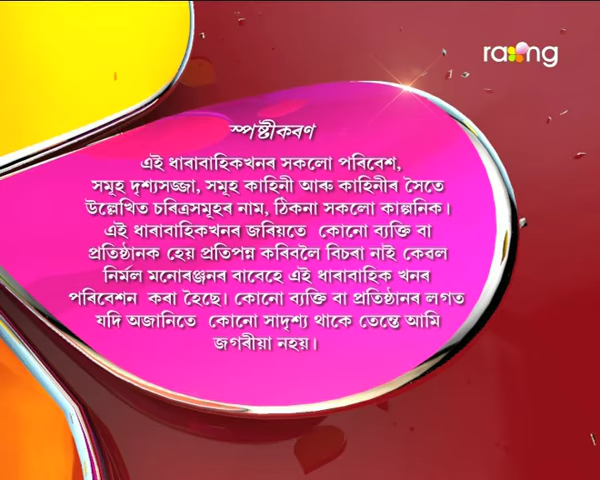 rang
স্পষ্টীকৰণ
এই ধাৰাবাহিকখনৰ সকলো পৰিবেশ,
সমূহ দৃশ্যসজ্জা, সমূহ কাহিনী আৰু কাহিনীৰ সৈতে
উল্লেখিত চৰিত্ৰসমূহৰ নাম, ঠিকনা সকলো কাল্পনিক।
এই ধাৰাবাহিকখনৰ জৰিয়তে কোনো ব্যক্তি বা
প্ৰতিষ্ঠানক হেয় প্ৰতিপন্ন কৰিবলৈ বিচৰা নাই কেৱল
নিৰ্মল মনোৰঞ্জনৰ বাবেহে এই ধাৰাবাহিক খনৰ
পৰিবেশন কৰা হৈছে। কোনো ব্যক্তি বা প্ৰতিষ্ঠানৰ লগত
যদি অজানিতে কোনো সাদৃশ্য থাকে তেন্তে আমি
জগৰীয়া নহয়।